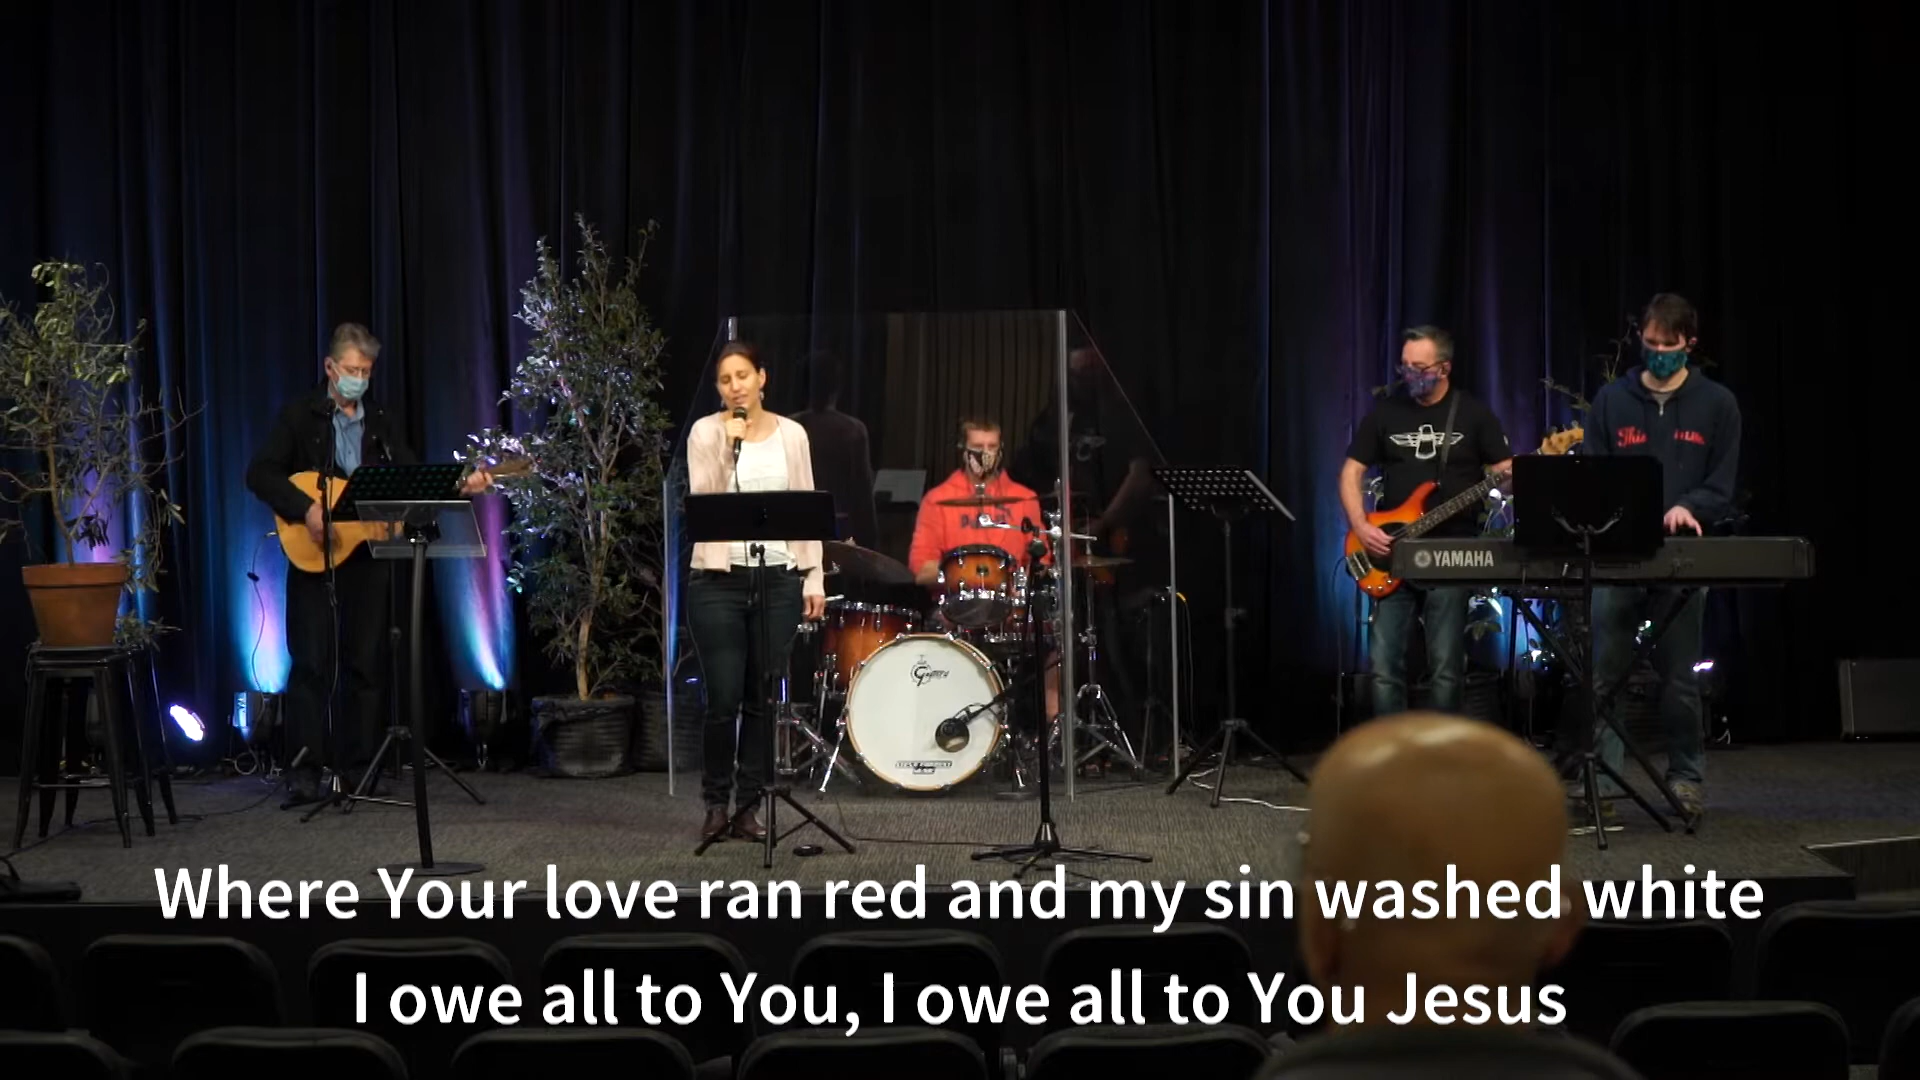 YAMAHA
Where Your love ran red and my sin washed white
I owe all to You, I owe all to You Jesus